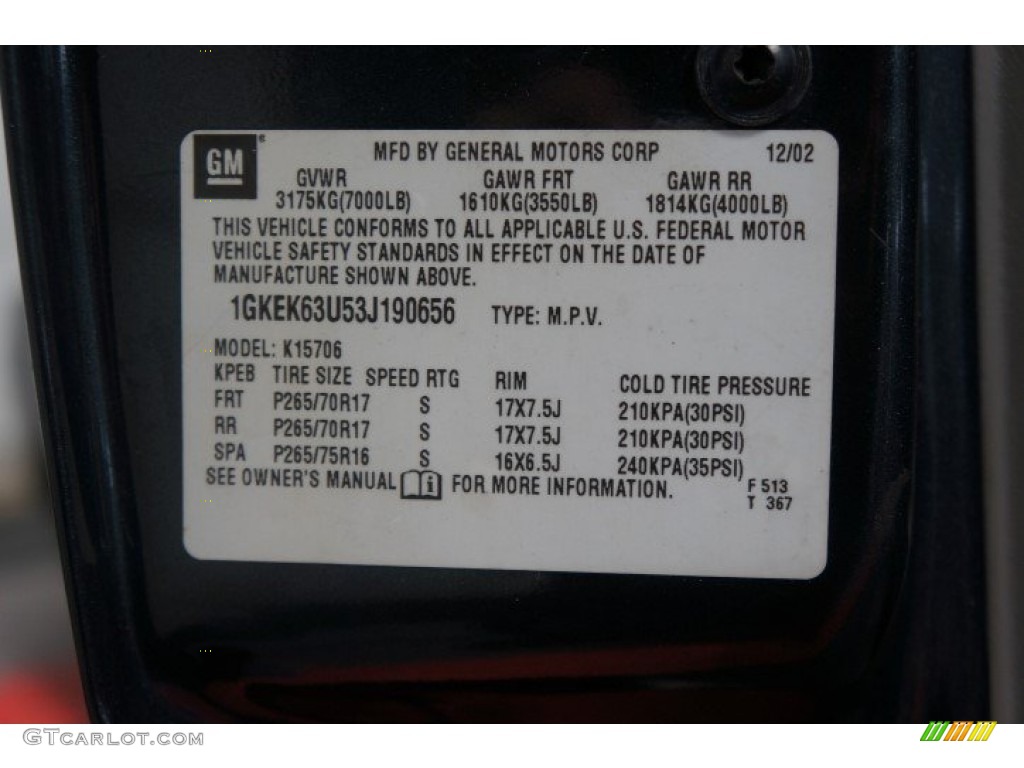 GM MFD BY GENERAL MOTORS CORP 12/02
GVWR GAWR FRT GAWR RR
3175KG(7000LB) 1610KG(3550LB) 1814KG(4000LB)
THIS VEHICLE CONFORMS TO ALL APPLICABLE U.S. FEDERAL MOTOR
VEHICLE SAFETY STANDARDS IN EFFECT ON THE DATE OF
MANUFACTURE SHOWN ABOVE.
1GKEK63U53J190656 TYPE: M.P.V.
MODEL: K15706
KPEB TIRE SIZE SPEED RTG RIM COLD TIRE PRESSURE
FRT P265/70R17 S 17X7.5J 210KPA(30PSI)
RR P265/70R17 S 17X7.5J 210KPA(30PSI)
SPA P265/75R16 S 16X6.5J 240KPA(35PSI)
SEE OWNER'S MANUAL i FOR MORE INFORMATION. F 513
T 367
GTCarlot.com